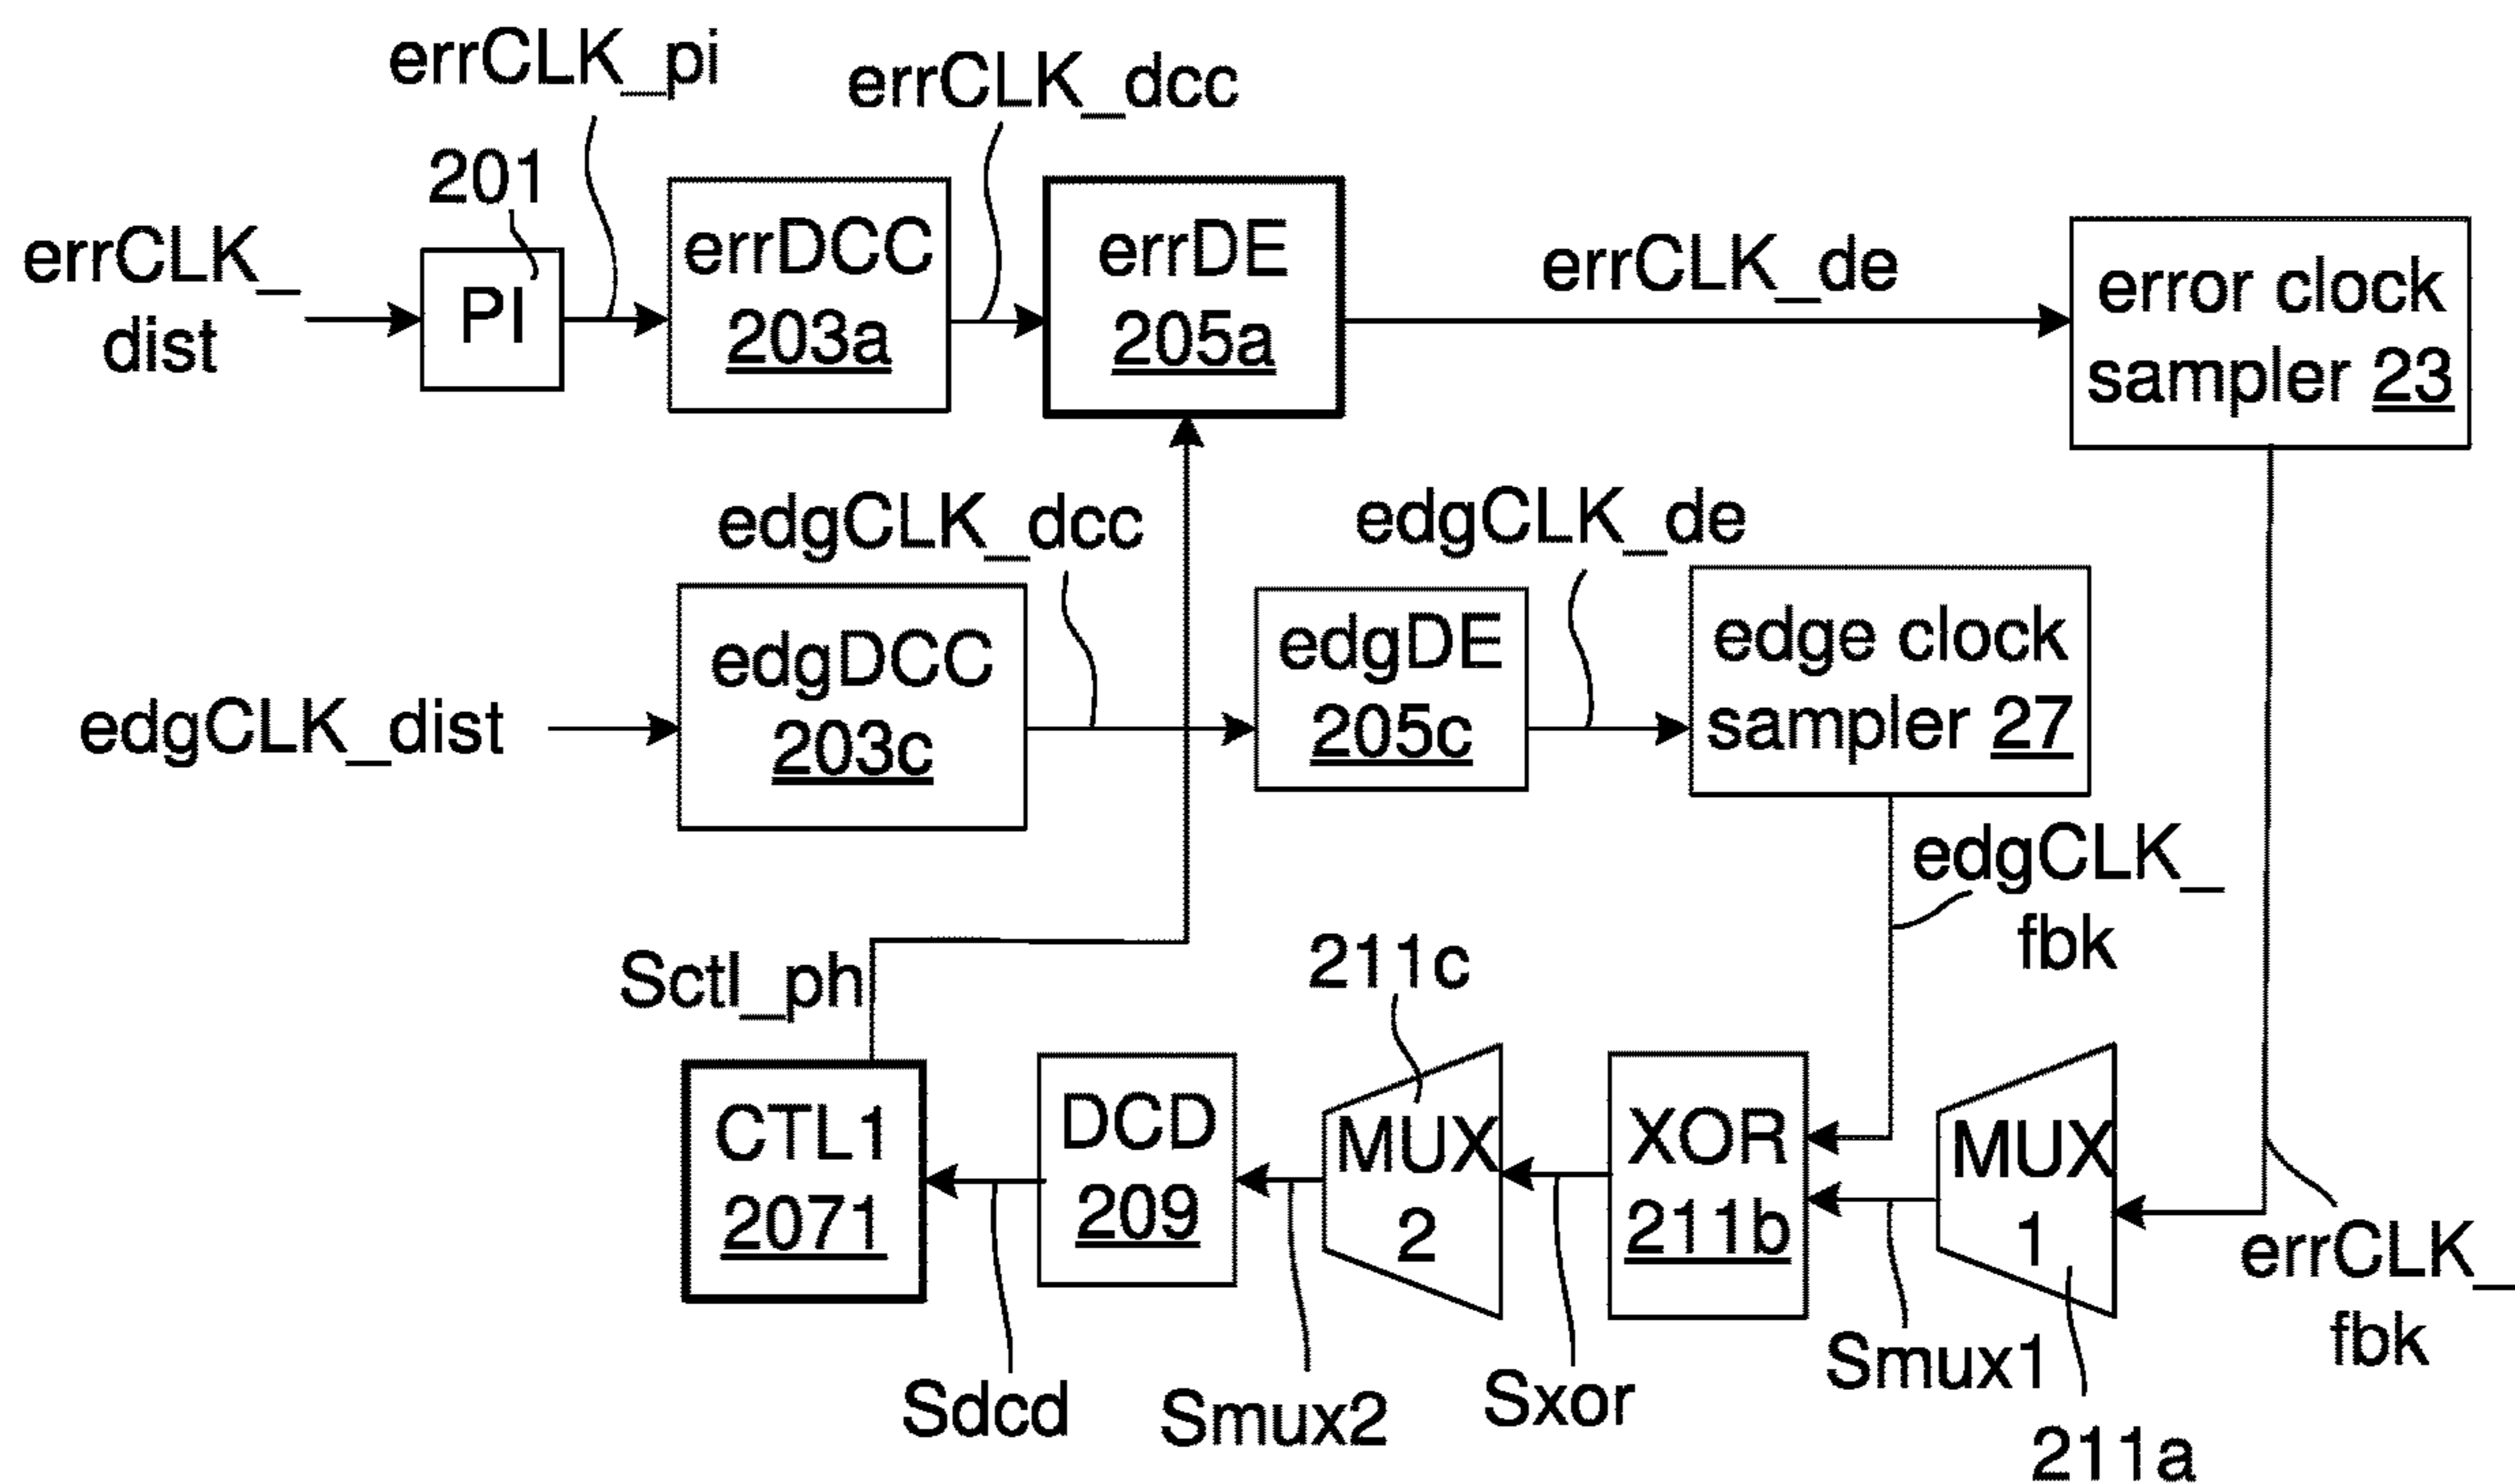 errCLK_pi
errCLK_dcc
201
errCLK_
dist
PI
errDCC
203a
errDE
205a
errCLK_de
error clock
sampler 23
edgCLK_dcc
edgCLK_de
edgCLK_dist
edgDCC
203c
edgDE
205c
edge clock
sampler 27
edgCLK_
fbk
Sctl_ph
211c
CTL1
2071
DCD
209
MUX
2
XOR
211b
MUX
1
errCLK_
fbk
Sdcd
Smux2
Sxor
Smux1
211a